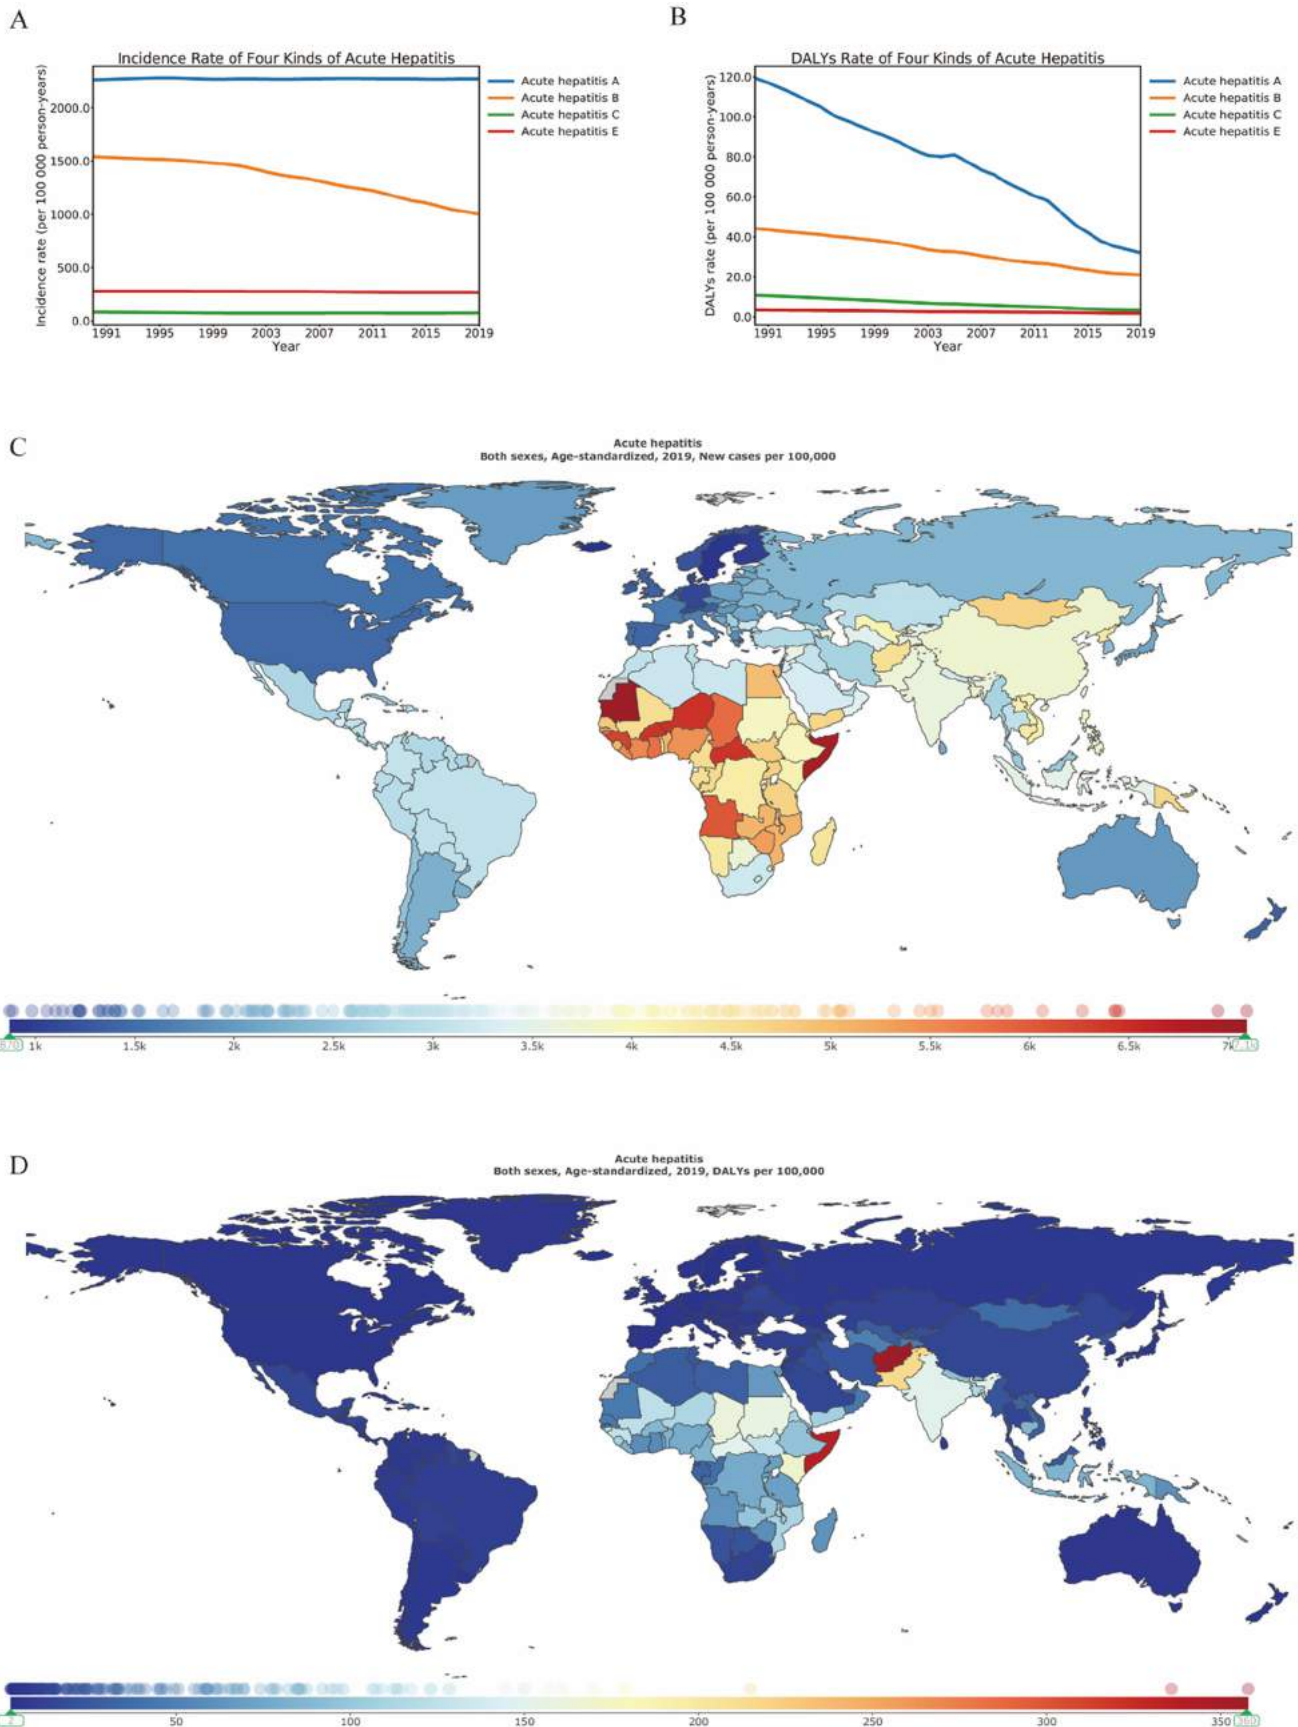 A
Incidence Rate of Four Kinds of Acute Hepatitis
Incidence rate (per 100 000 person-years)
2000.0
1500.0
1000.0
500.0
0.0
1991 1995 1999 2003 2007 2011 2015 2019
Year
Acute hepatitis A
Acute hepatitis B
Acute hepatitis C
Acute hepatitis E
B
DALYs Rate of Four Kinds of Acute Hepatitis
DALYs rate (per 100 000 person-years)
120.0
100.0
80.0
60.0
40.0
20.0
0.0
1991 1995 1999 2003 2007 2011 2015 2019
Year
Acute hepatitis A
Acute hepatitis B
Acute hepatitis C
Acute hepatitis E
C
Acute hepatitis
Both sexes, Age-standardized, 2019, New cases per 100,000
870 1k 1.5k 2k 2.5k 3k 3.5k 4k 4.5k 5k 5.5k 6k 6.5k 7k 7.1k
D
Acute hepatitis
Both sexes, Age-standardized, 2019, DALYs per 100,000
2 50 100 150 200 250 300 350 360